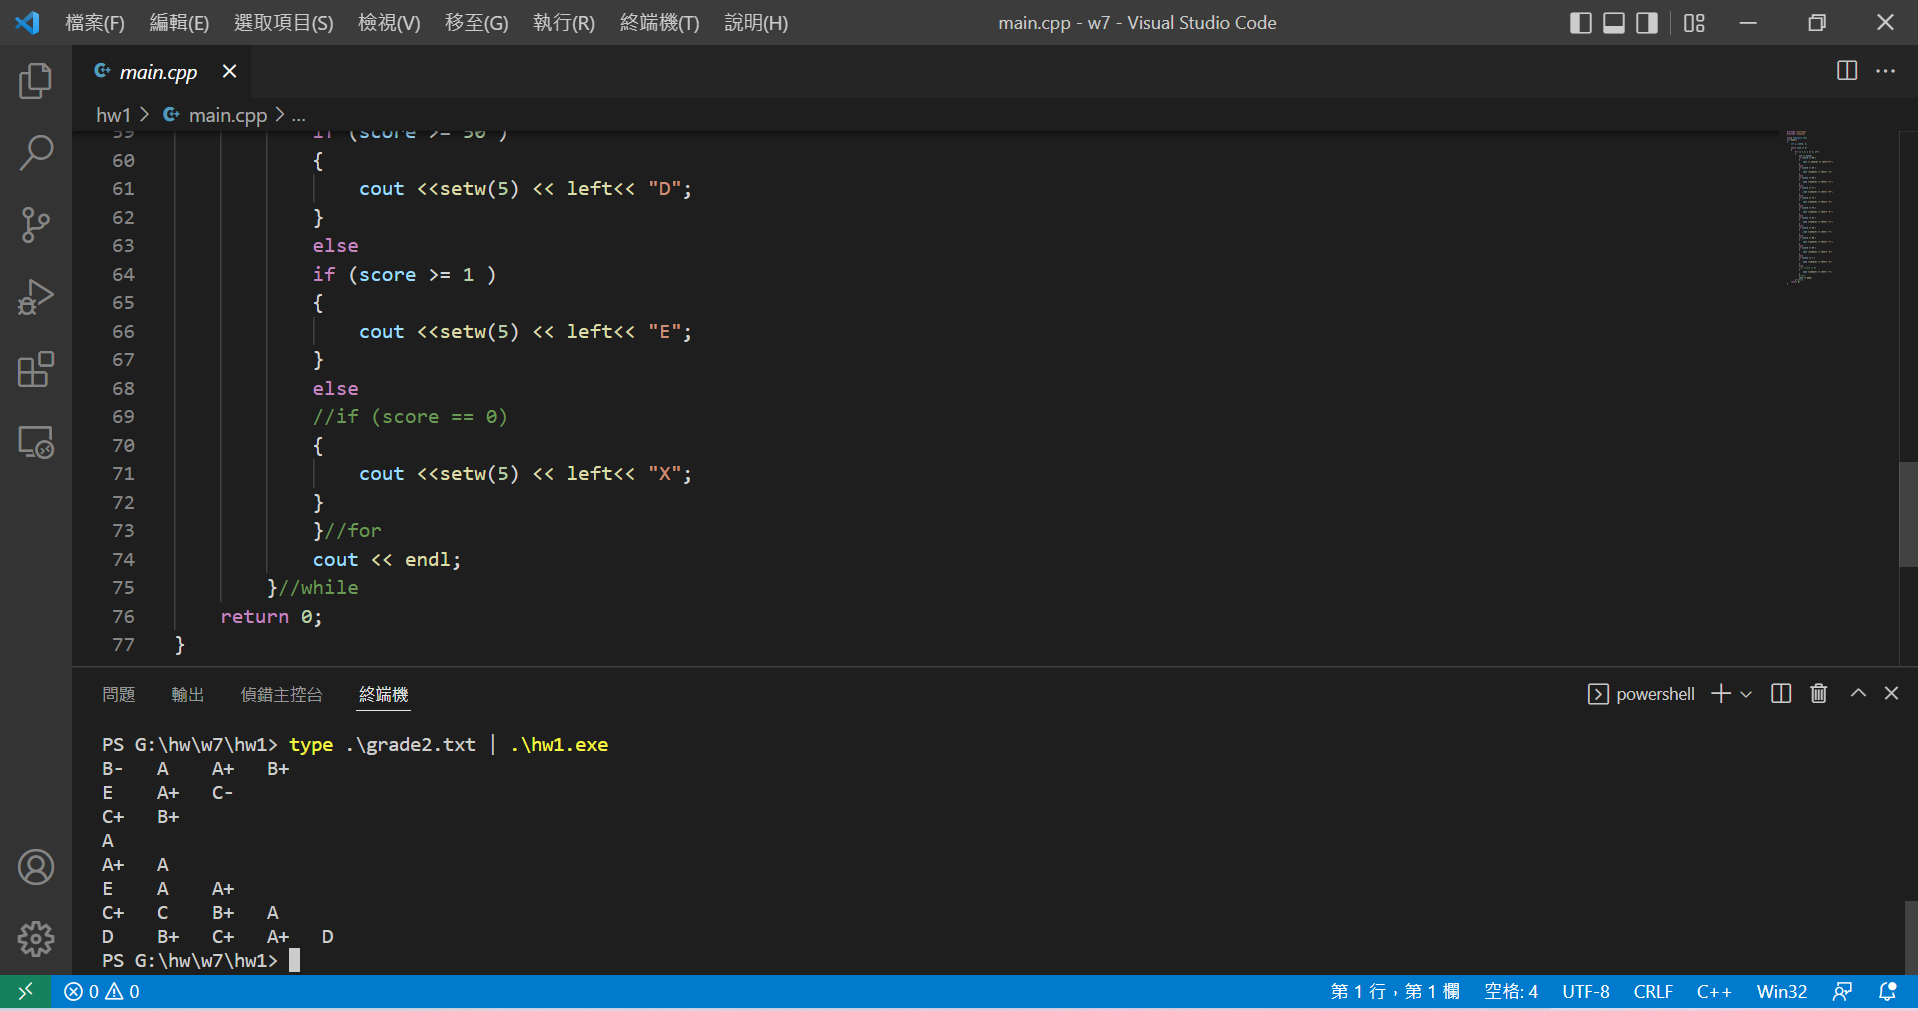 檔案(F) 編輯(E) 選取項目(S) 檢視(V) 移至(G) 執行(R) 終端機(T) 說明(H) main.cpp - w7 - Visual Studio Code
main.cpp
hw1 > main.cpp > ...
59 if (score >= 50 )
60 {
61 cout <<setw(5) << left<< "D";
62 }
63 else
64 if (score >= 1 )
65 {
66 cout <<setw(5) << left<< "E";
67 }
68 else
69 //if (score == 0)
70 {
71 cout <<setw(5) << left<< "X";
72 }
73 }//for
74 cout << endl;
75 }//while
76 return 0;
77 }
問題 輸出 偵錯主控台 終端機 powershell
PS G:\hw\w7\hw1> type .\grade2.txt | .\hw1.exe
B- A A+ B+
E A+ C-
C+ B+
A
A+ A
E A A+
C+ C B+ A
D B+ C+ A+ D
PS G:\hw\w7\hw1>
0 0 第 1 行，第 1 欄 空格: 4 UTF-8 CRLF C++ Win32